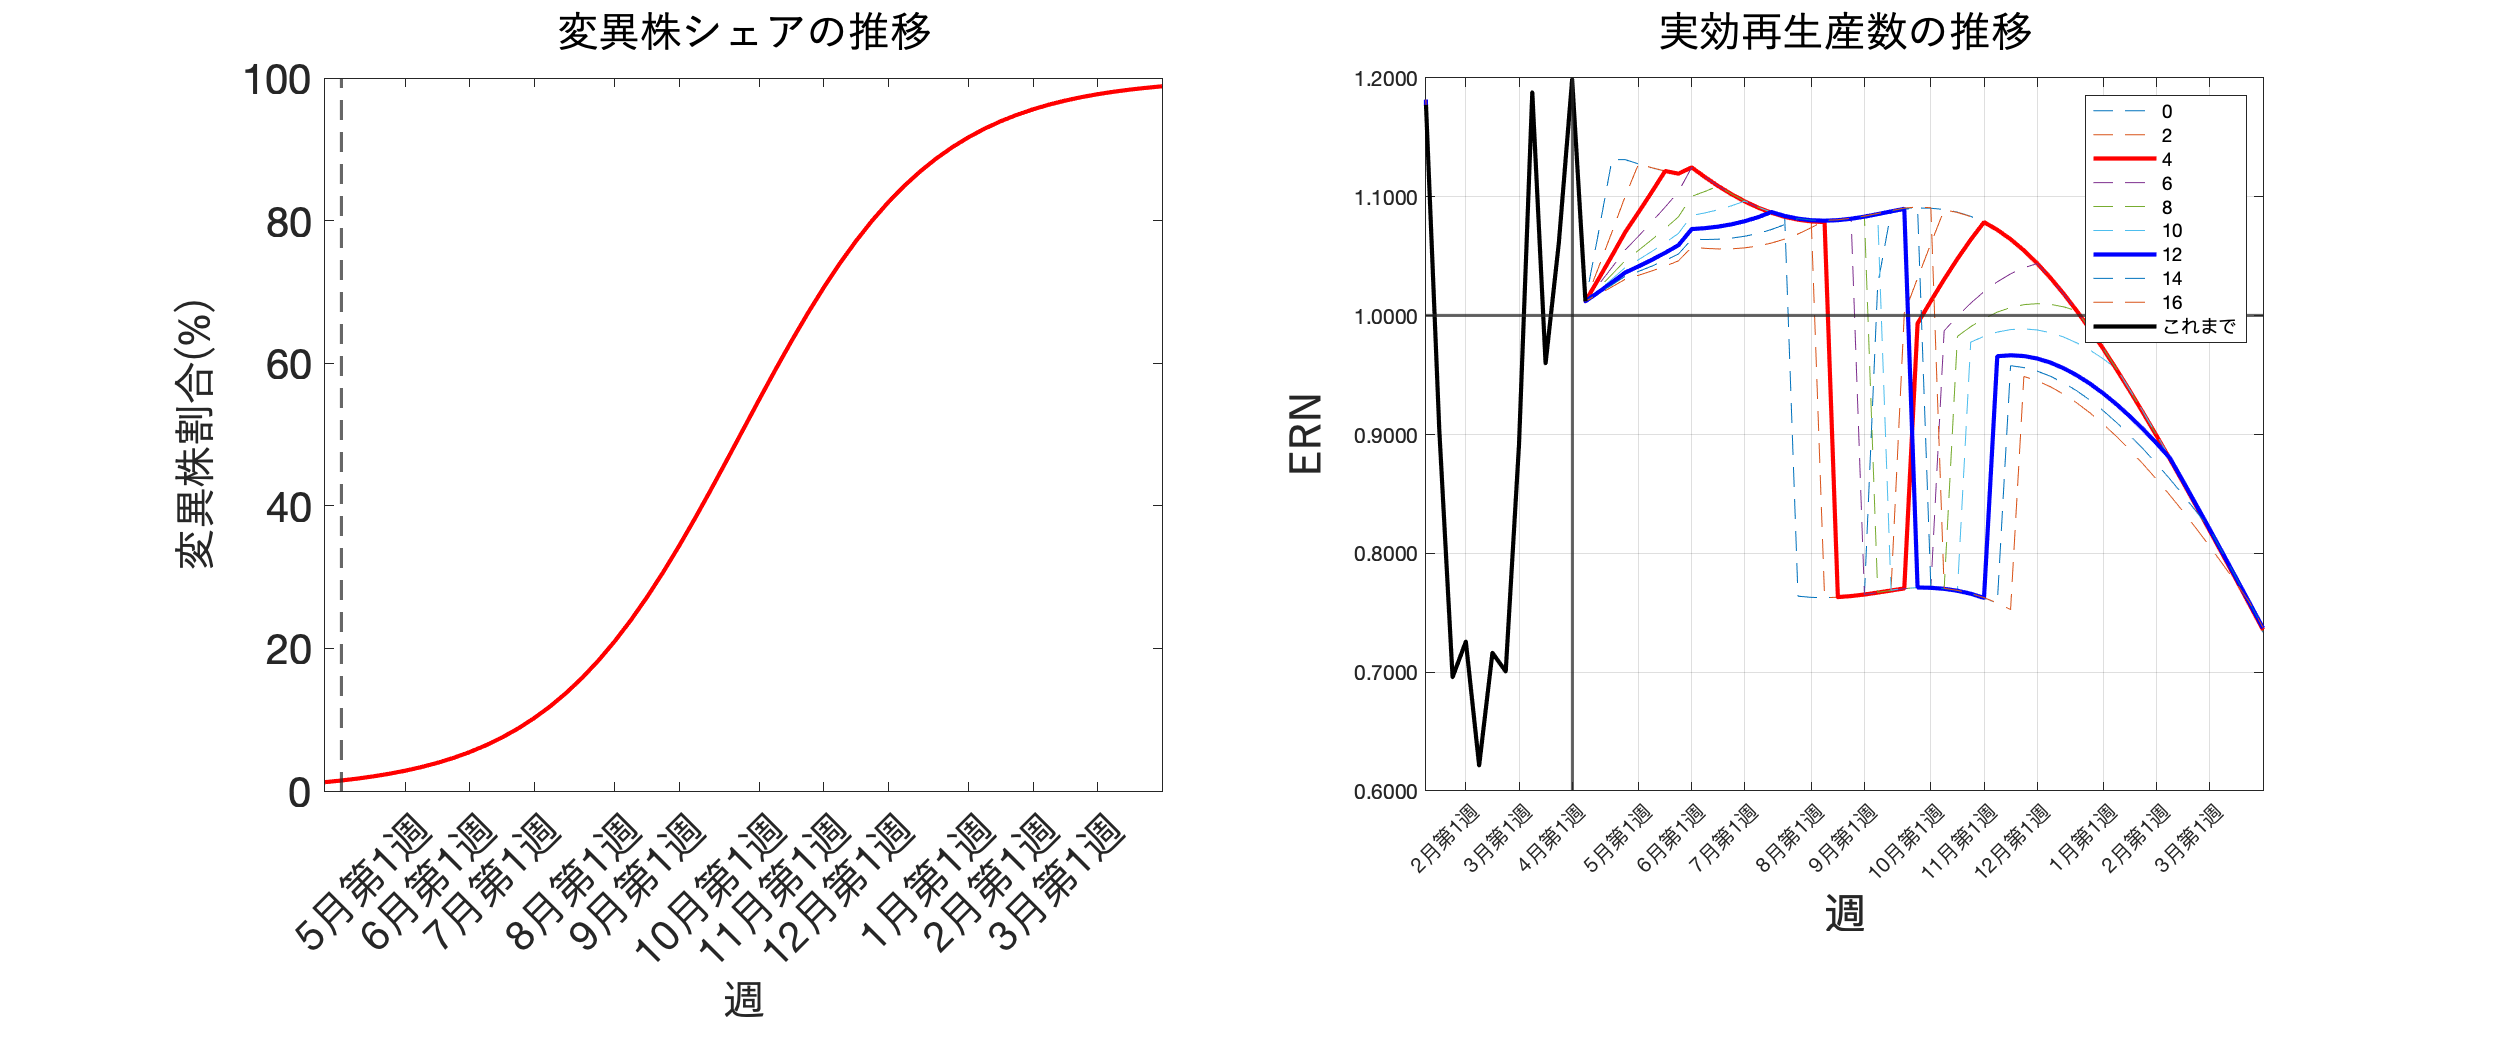 変異株シェアの推移
100
80
60
40
20
0
変異株割合(%)
5月第1週
6月第1週
7月第1週
8月第1週
9月第1週
10月第1週
11月第1週
12月第1週
1月第1週
2月第1週
3月第1週
週
実効再生産数の推移
1.2000
1.1000
1.0000
0.9000
0.8000
0.7000
0.6000
ERN
0
2
4
6
8
10
12
14
16
これまで
2月第1週
3月第1週
4月第1週
5月第1週
6月第1週
7月第1週
8月第1週
9月第1週
10月第1週
11月第1週
12月第1週
1月第1週
2月第1週
3月第1週
週